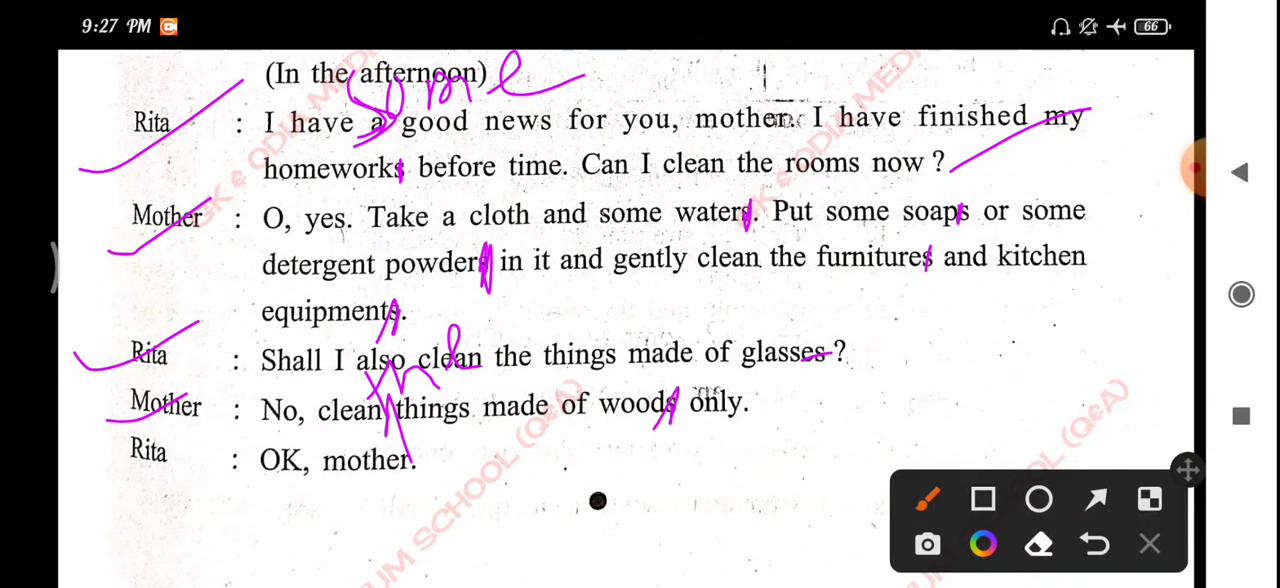 9:27 PM 66
(In the afternoon)
some
Rita : I have a good news for you, mother. I have finished my
homeworks before time. Can I clean the rooms now ?
Mother : O, yes. Take a cloth and some waters. Put some soaps or some
detergent powders in it and gently clean the furnitures and kitchen
equipments.
Rita : Shall I also clean the things made of glasses ?
the
Mother : No, clean things made of woods only.
Rita : OK, mother.